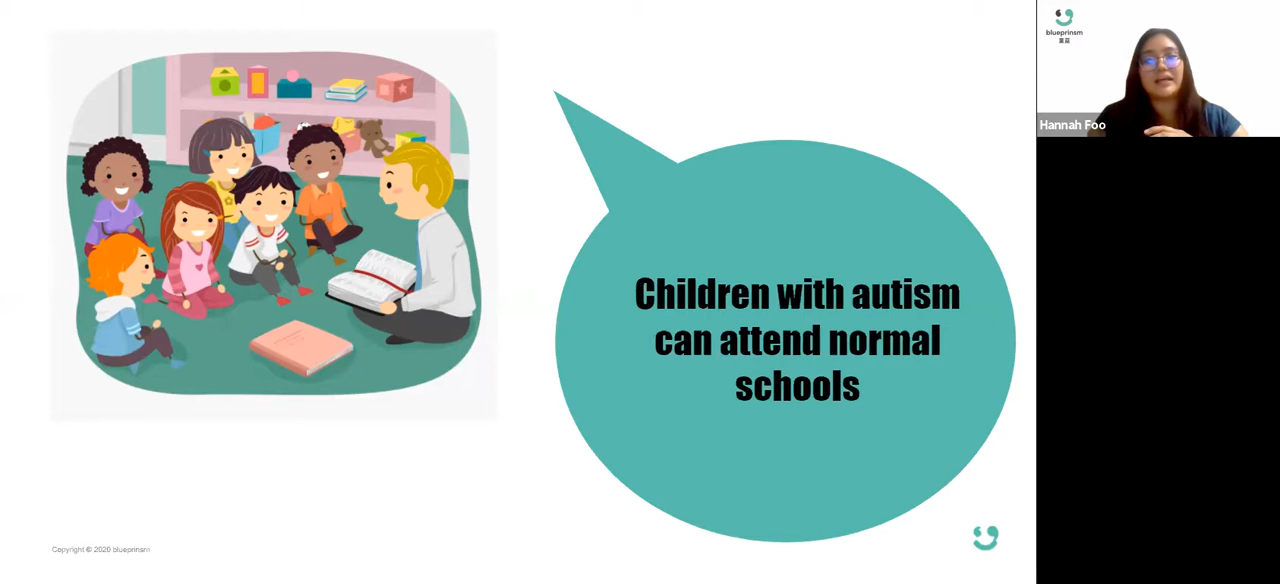 Children with autism
can attend normal
schools
Copyright © 2020 blueprinsm
blueprinsm
Hannah Foo